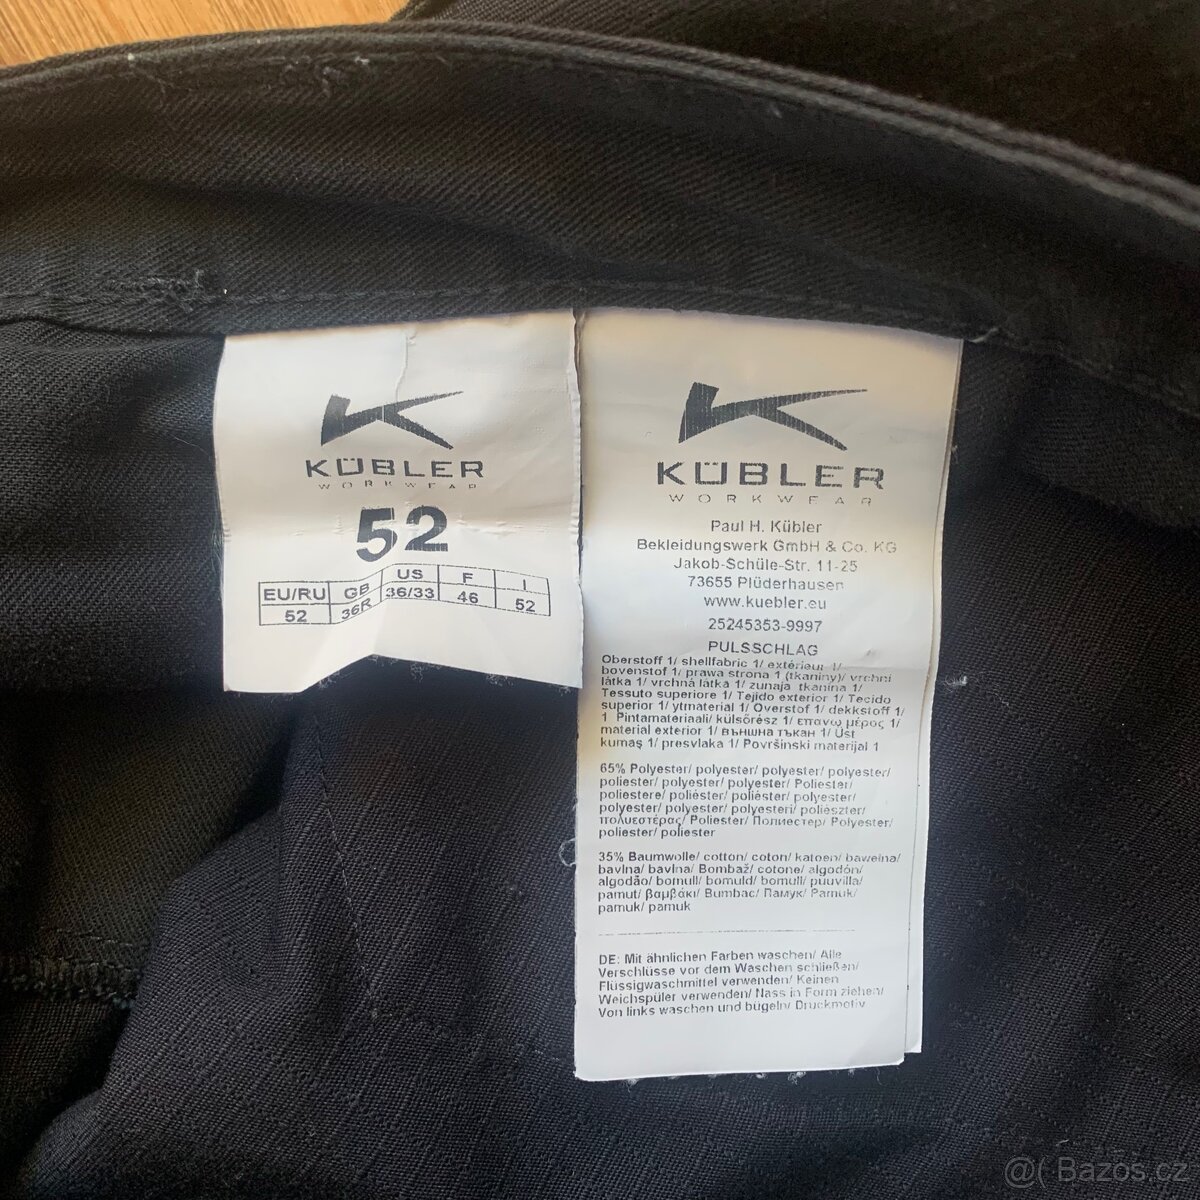 KÜBLER
WORKWEAR
52
EU/RU GB US F I
52 36R 36/33 46 52
KÜBLER
WORKWEAR
Paul H. Kübler
Bekleidungswerk GmbH & Co. KG
Jakob-Schüle-Str. 11-25
73655 Plüderhausen
www.kuebler.eu
25245353-9997
PULSSCHLAG
Oberstoff 1/ shellfabric 1/ extérieur 1/
bovenstof 1/ prawa strona 1 (tkaniny)/ vrchní
látka 1/ vrchná látka 1/ zunaja tkanina 1/
Tessuto superiore 1/ Tejido exterior 1/ Tecido
superior 1/ ytmaterial 1/ Overstof 1/ dekkstoff 1/
1 Pintamateriaali/ külsőrész 1/ επανω μέρος 1/
material exterior 1/ външна тъкан 1/ Üst
kumaş 1/ presvlaka 1/ Površinski materijal 1
65% Polyester/ polyester/ polyester/ polyester/
poliester/ polyester/ polyester/ Poliester/
poliestere/ poliéster/ poliéster/ polyester/
polyester/ polyester/ polyesteri/ poliészter/
πολυεστέρας/ Poliester/ Полиестер/ Polyester/
poliester/ poliester
35% Baumwolle/ cotton/ coton/ katoen/ bawełna/
bavlna/ bavlna/ Bombaž/ cotone/ algodón/
algodão/ bomull/ bomuld/ bomull/ puuvilla/
pamut/ βαμβάκι/ Bumbac/ Памук/ Pamuk/
pamuk/ pamuk
DE: Mit ähnlichen Farben waschen/ Alle
Verschlüsse vor dem Waschen schließen/
Flüssigwaschmittel verwenden/ Keinen
Weichspüler verwenden/ Nass in Form ziehen/
Von links waschen und bügeln/ Druckmotiv
@( Bazos.cz